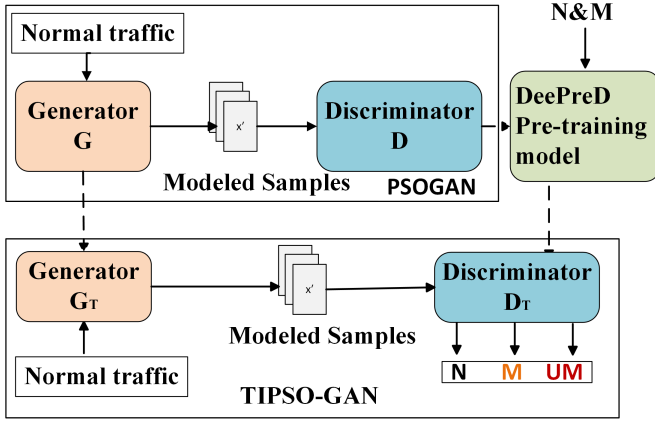 N&M
Normal traffic
Generator
G
x'
Modeled Samples
Discriminator
D
PSOGAN
DeePreD
Pre-training
model
Generator
GT
x'
Modeled Samples
Discriminator
DT
Normal traffic
N M UM
TIPSO-GAN